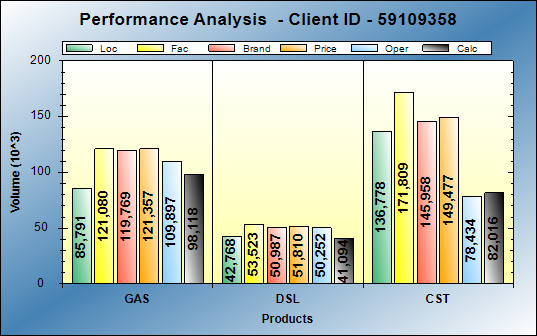 Performance Analysis - Client ID - 59109358
Loc Fac Brand Price Oper Calc
Volume (10^3)
200
150
100
50
0
85,791 121,080 119,769 121,357 109,897 98,118
42,768 53,523 50,987 51,810 50,252 41,094
136,778 171,809 145,958 149,477 78,434 82,016
GAS DSL CST
Products